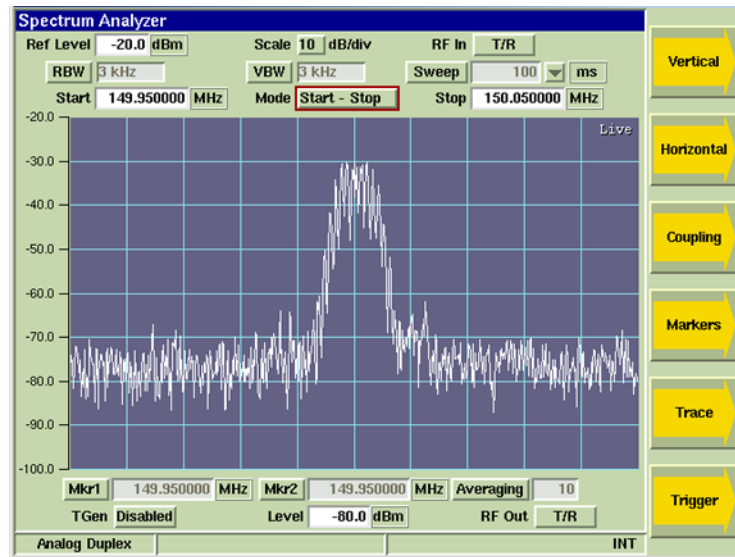 Spectrum Analyzer
Ref Level -20.0 dBm Scale 10 dB/div RF In T/R
RBW 3 kHz VBW 3 kHz Sweep 100 ms
Start 149.950000 MHz Mode Start - Stop Stop 150.050000 MHz
-20.0
Live
-30.0
-40.0
-50.0
-60.0
-70.0
-80.0
-90.0
-100.0
Mkr1 149.950000 MHz Mkr2 149.950000 MHz Averaging 10
TGen Disabled Level -80.0 dBm RF Out T/R
Analog Duplex INT
Vertical
Horizontal
Coupling
Markers
Trace
Trigger